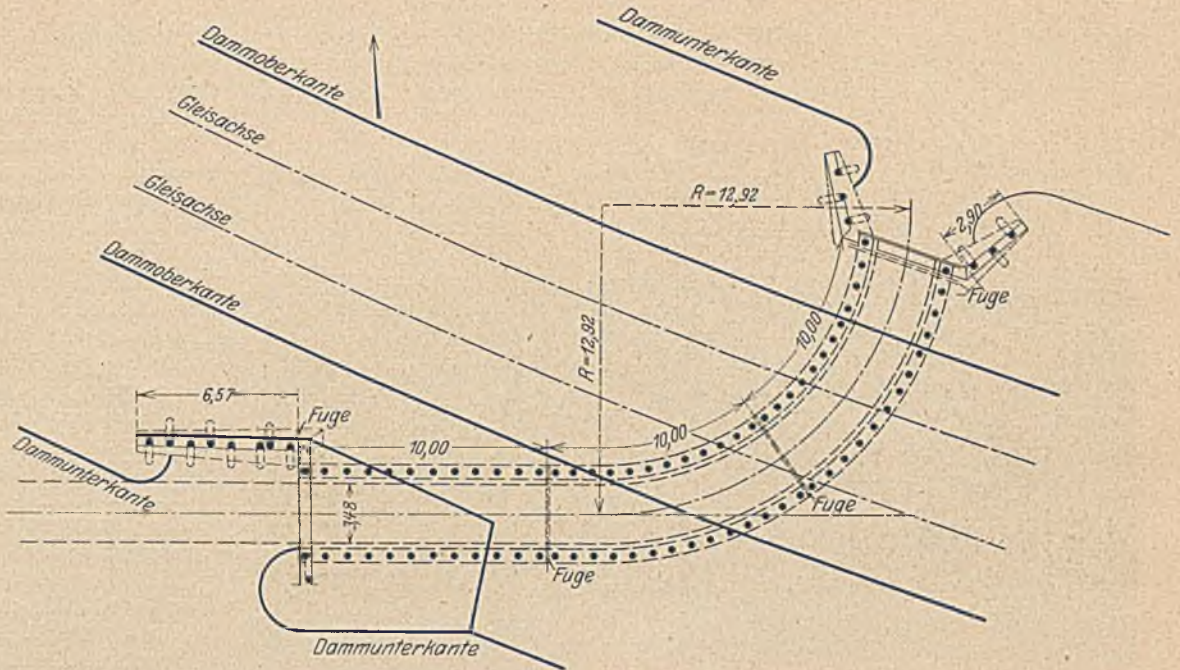 Dammunterkante
Dammoberkante
Gleisachse
Gleisachse
Dammoberkante
R=12,92
2,90
Fuge
R=12,92
10,00
6,57
Fuge
10,00
10,00
Dammunterkante
3,48
Fuge
Fuge
Dammunterkante